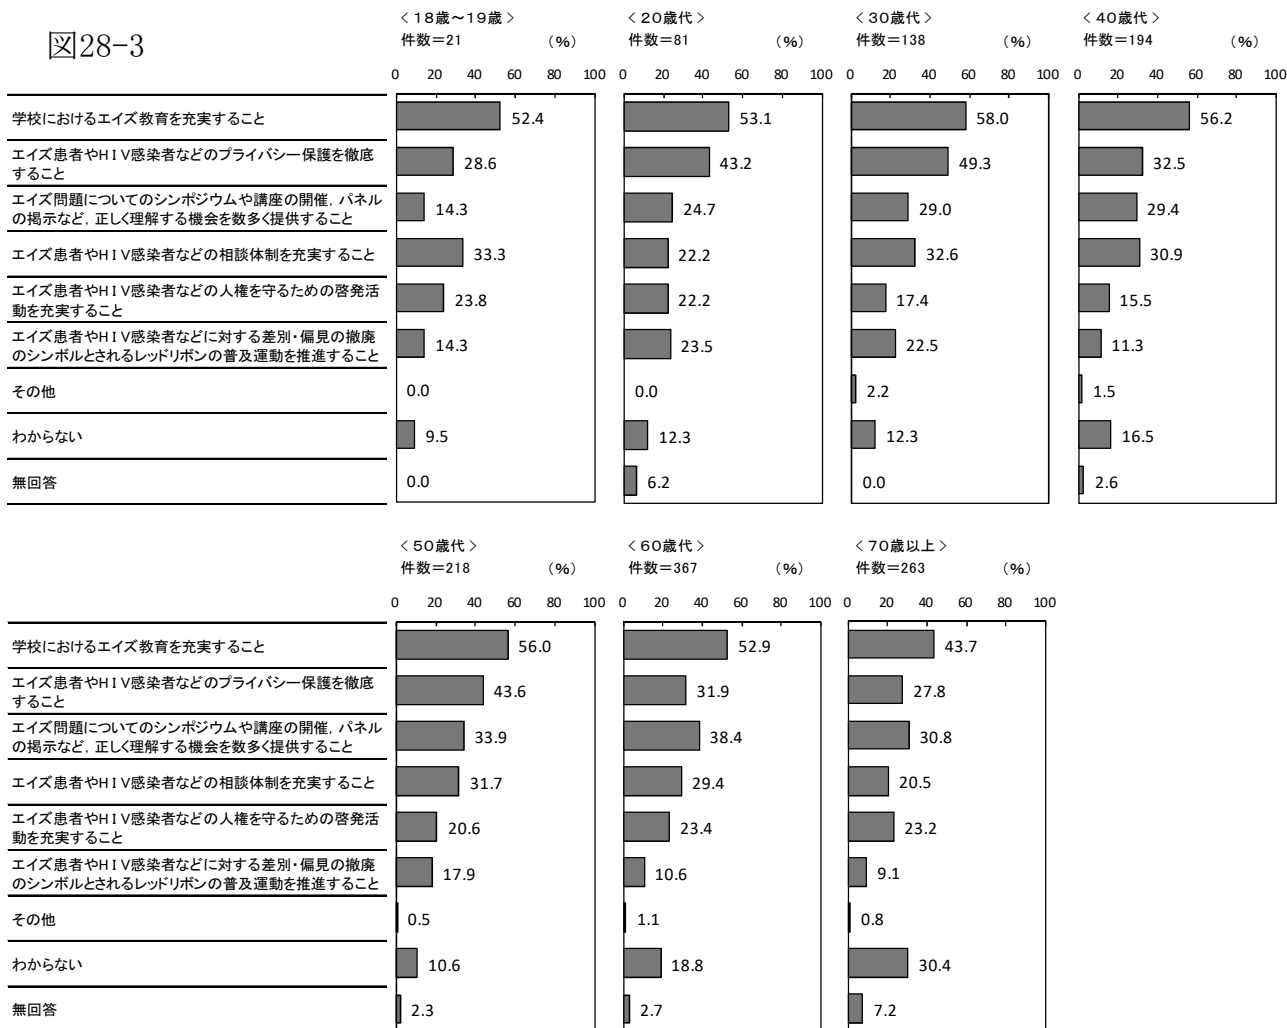 図28-3
＜18歳～19歳＞
件数＝21 （%）
0 20 40 60 80 100
＜20歳代＞
件数＝81 （%）
0 20 40 60 80 100
＜30歳代＞
件数＝138 （%）
0 20 40 60 80 100
＜40歳代＞
件数＝194 （%）
0 20 40 60 80 100
学校におけるエイズ教育を充実すること 52.4 53.1 58.0 56.2
エイズ患者やＨＩＶ感染者などのプライバシー保護を徹底
すること 28.6 43.2 49.3 32.5
エイズ問題についてのシンポジウムや講座の開催，パネル
の掲示など，正しく理解する機会を数多く提供すること 14.3 24.7 29.0 29.4
エイズ患者やＨＩＶ感染者などの相談体制を充実すること 33.3 22.2 32.6 30.9
エイズ患者やＨＩＶ感染者などの人権を守るための啓発活
動を充実すること 23.8 22.2 17.4 15.5
エイズ患者やＨＩＶ感染者などに対する差別・偏見の撤廃
のシンボルとされるレッドリボンの普及運動を推進すること 14.3 23.5 22.5 11.3
その他 0.0 0.0 2.2 1.5
わからない 9.5 12.3 12.3 16.5
無回答 0.0 6.2 0.0 2.6
＜50歳代＞
件数＝218 （%）
0 20 40 60 80 100
＜60歳代＞
件数＝367 （%）
0 20 40 60 80 100
＜70歳以上＞
件数＝263 （%）
0 20 40 60 80 100
学校におけるエイズ教育を充実すること 56.0 52.9 43.7
エイズ患者やＨＩＶ感染者などのプライバシー保護を徹底
すること 43.6 31.9 27.8
エイズ問題についてのシンポジウムや講座の開催，パネル
の掲示など，正しく理解する機会を数多く提供すること 33.9 38.4 30.8
エイズ患者やＨＩＶ感染者などの相談体制を充実すること 31.7 29.4 20.5
エイズ患者やＨＩＶ感染者などの人権を守るための啓発活
動を充実すること 20.6 23.4 23.2
エイズ患者やＨＩＶ感染者などに対する差別・偏見の撤廃
のシンボルとされるレッドリボンの普及運動を推進すること 17.9 10.6 9.1
その他 0.5 1.1 0.8
わからない 10.6 18.8 30.4
無回答 2.3 2.7 7.2